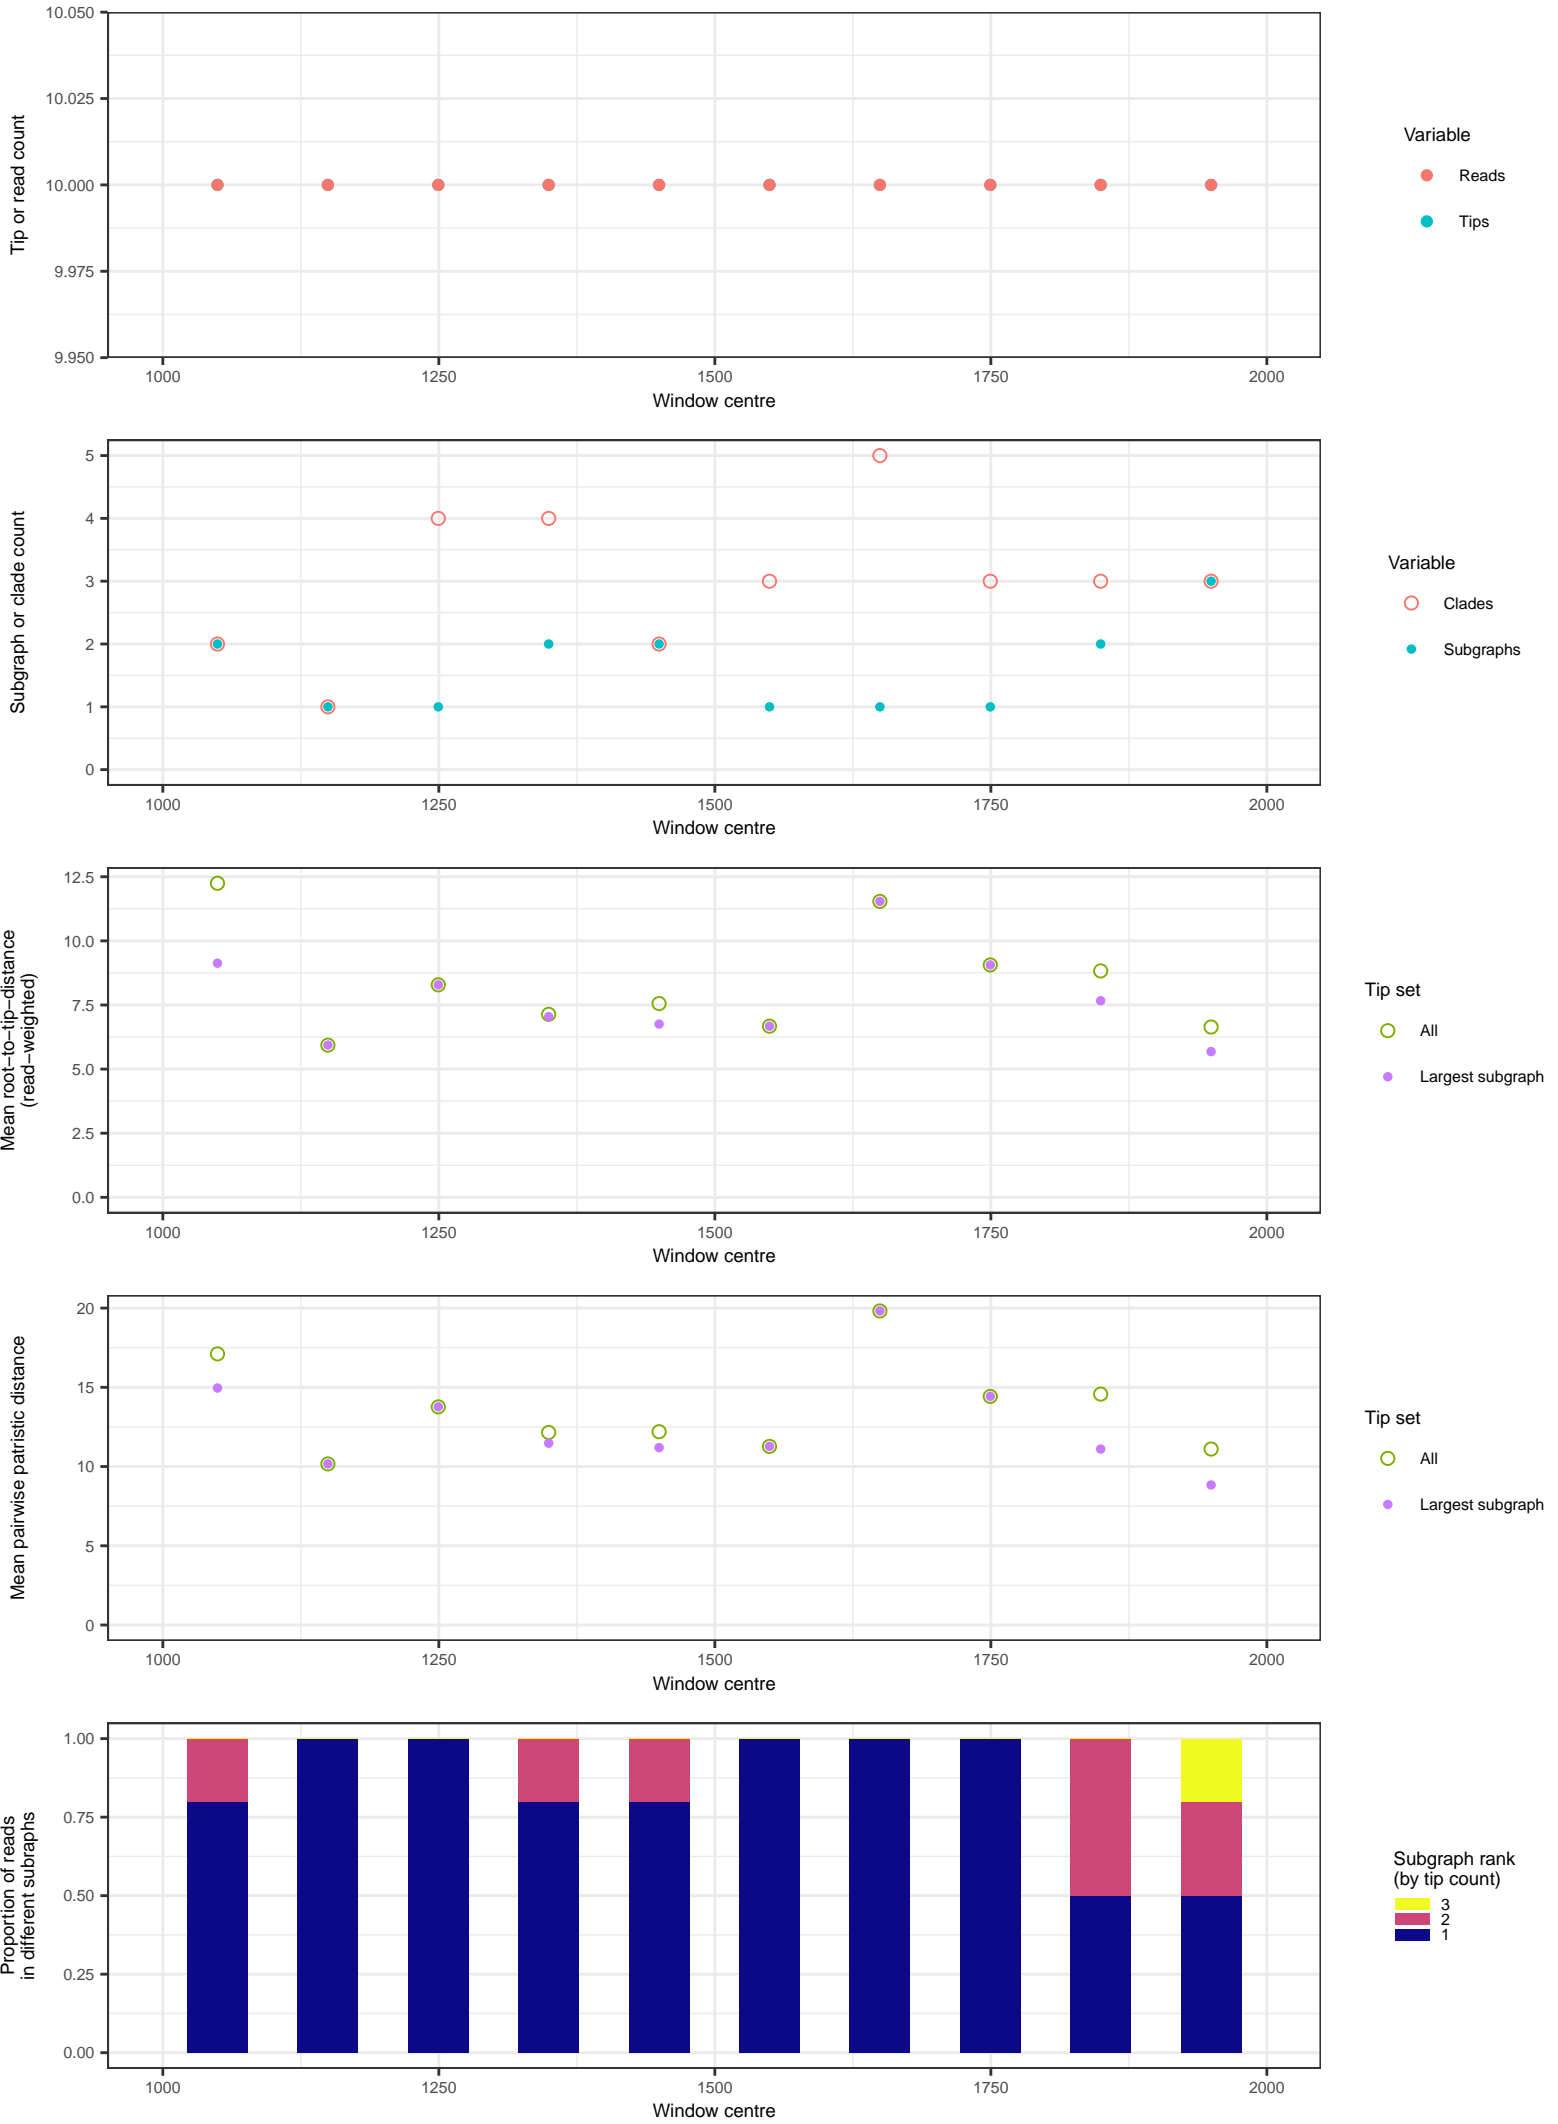 10.050
10.025
10.000
9.975
9.950
Tip or read count
1000 1250 1500 1750 2000
Window centre
Variable
Reads
Tips
5
4
3
2
1
0
Subgraph or clade count
1000 1250 1500 1750 2000
Window centre
Variable
Clades
Subgraphs
12.5
10.0
7.5
5.0
2.5
0.0
Mean root−to−tip−distance
(read−weighted)
1000 1250 1500 1750 2000
Window centre
Tip set
All
Largest subgraph
20
15
10
5
0
Mean pairwise patristic distance
1000 1250 1500 1750 2000
Window centre
Tip set
All
Largest subgraph
1.00
0.75
0.50
0.25
0.00
Proportion of reads
in different subraphs
1000 1250 1500 1750 2000
Window centre
Subgraph rank
(by tip count)
3
2
1